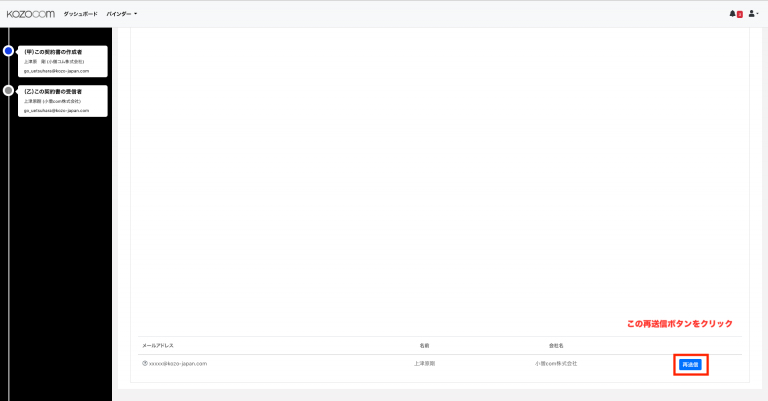 KOZOCOM ダッシュボード バインダー
(甲)この契約書の作成者
上津原 剛 (小僧コム株式会社)
go_uetsuhara@kozo-japan.com
(乙)この契約書の受信者
上津原剛 (小僧com株式会社)
go_uetsuhara@kozo-japan.com
この再送信ボタンをクリック
メールアドレス 名前 会社名
xxxxx@kozo-japan.com 上津原剛 小僧com株式会社 再送信